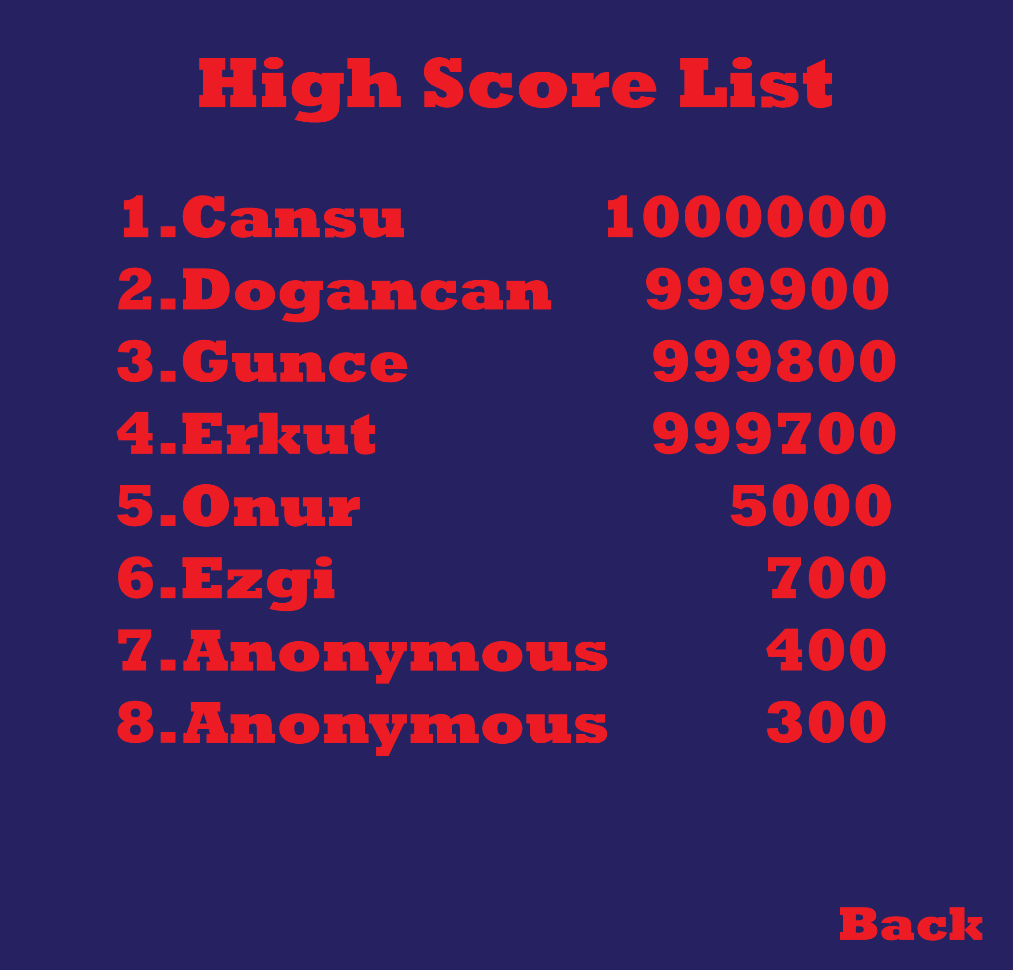 High Score List
1.Cansu 1000000
2.Dogancan 999900
3.Gunce 999800
4.Erkut 999700
5.Onur 5000
6.Ezgi 700
7.Anonymous 400
8.Anonymous 300
Back